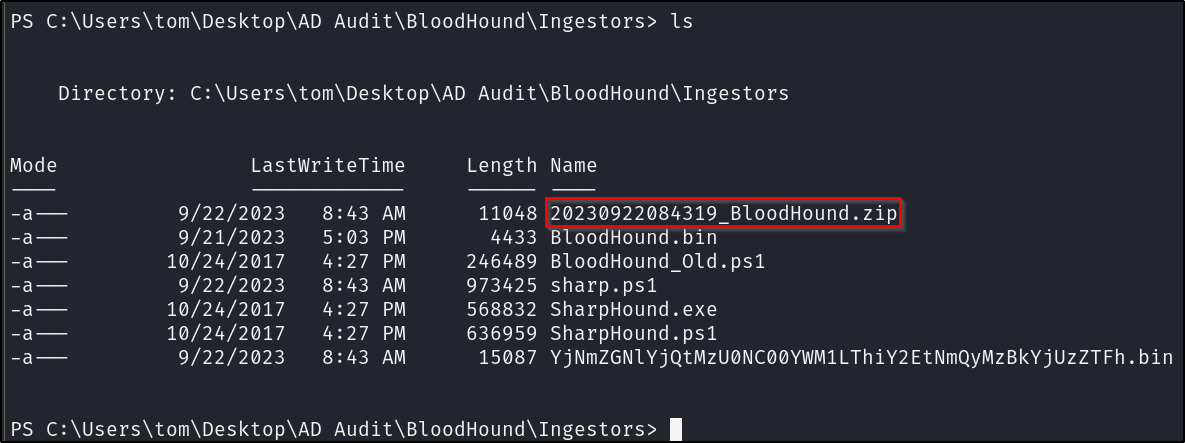 PS C:\Users\tom\Desktop\AD Audit\BloodHound\Ingestors> ls
Directory: C:\Users\tom\Desktop\AD Audit\BloodHound\Ingestors
Mode LastWriteTime Length Name
---- ------------- ------ ----
-a--- 9/22/2023 8:43 AM 11048 20230922084319_BloodHound.zip
-a--- 9/21/2023 5:03 PM 4433 BloodHound.bin
-a--- 10/24/2017 4:27 PM 246489 BloodHound_Old.ps1
-a--- 9/22/2023 8:43 AM 973425 sharp.ps1
-a--- 10/24/2017 4:27 PM 568832 SharpHound.exe
-a--- 10/24/2017 4:27 PM 636959 SharpHound.ps1
-a--- 9/22/2023 8:43 AM 15087 YjNmZGNlYjQtMzU0NC00YWM1LThiY2EtNmQyMzBkYjUzZTFh.bin
PS C:\Users\tom\Desktop\AD Audit\BloodHound\Ingestors>